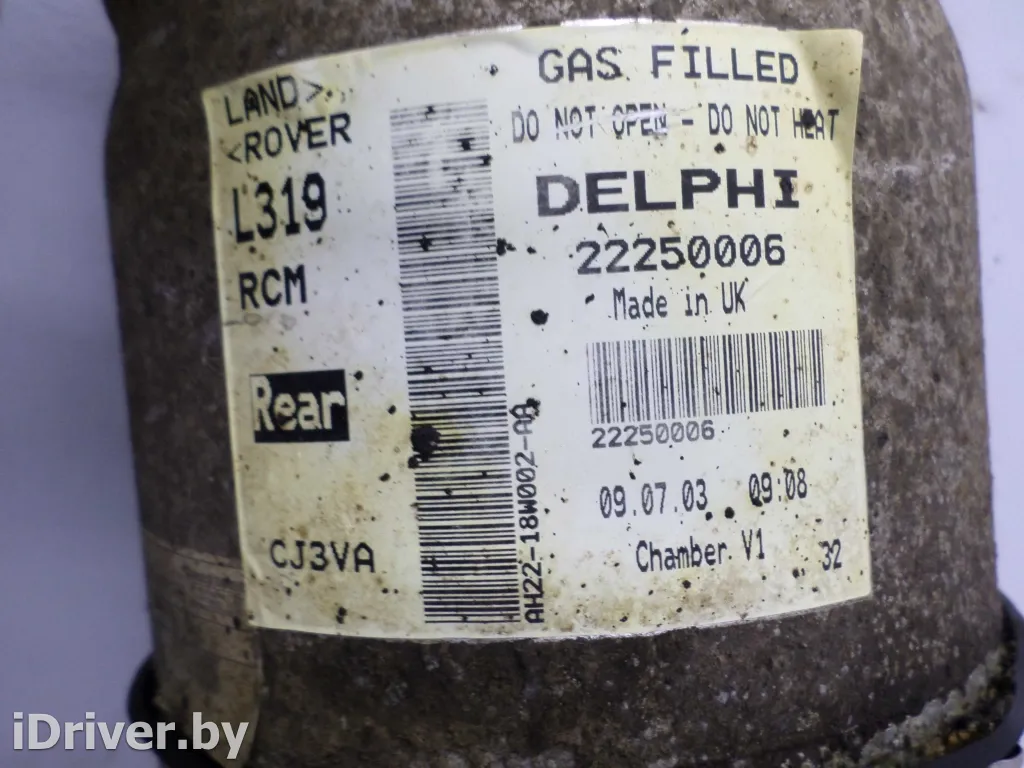 LAND>
<ROVER
L319
RCM
Rear
CJ3VA
AH22-18W002-AA
GAS FILLED
DO NOT OPEN - DO NOT HEAT
DELPHI
22250006
Made in UK
22250006
09.07.03 09:08
Chamber V1 32
iDriver.by